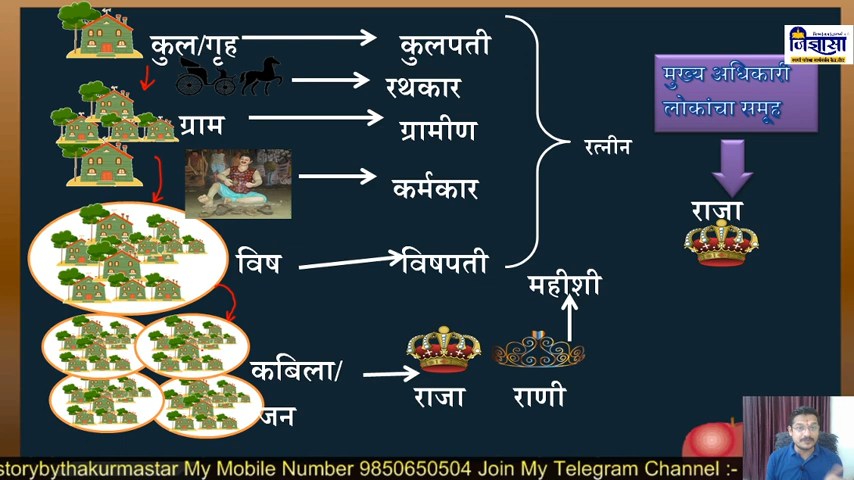 कुल/गृह
कुलपती
रथकार
ग्राम
ग्रामीण
कर्मकार
रत्नीन
विष
विषपती
महीशी
कबिला/
जन
राजा
राणी
जिज्ञासा
मुख्य अधिकारी
लोकांचा समूह
राजा
storybythakurmastar My Mobile Number 9850650504 Join My Telegram Channel :-